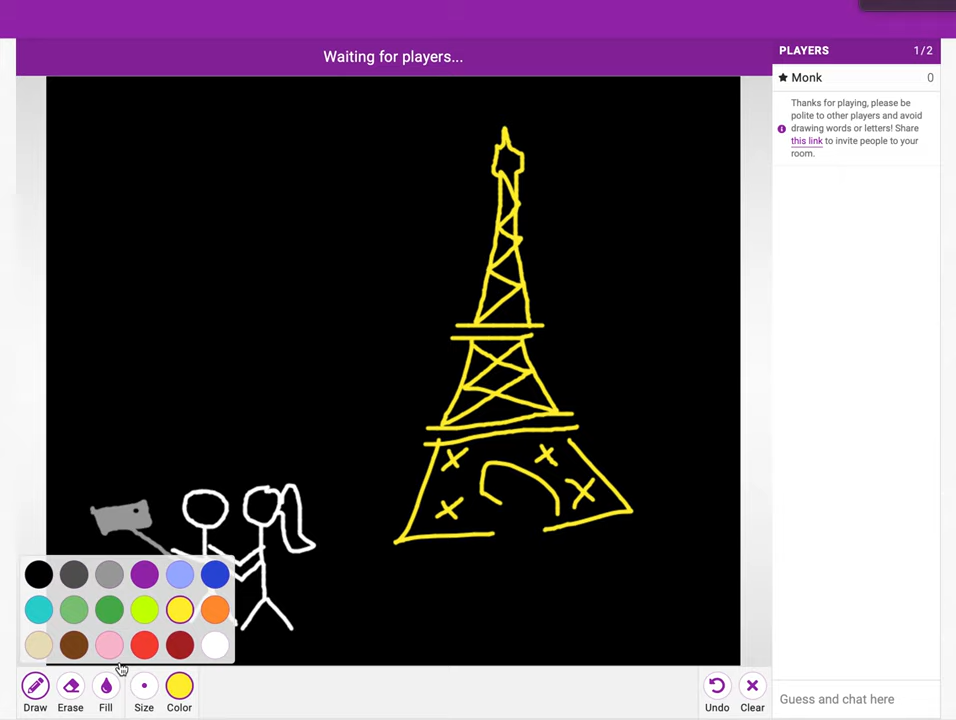 Waiting for players...
PLAYERS 1/2
Monk 0
Thanks for playing, please be
polite to other players and avoid
drawing words or letters! Share
this link to invite people to your
room.
Draw Erase Fill Size Color Undo Clear
Guess and chat here